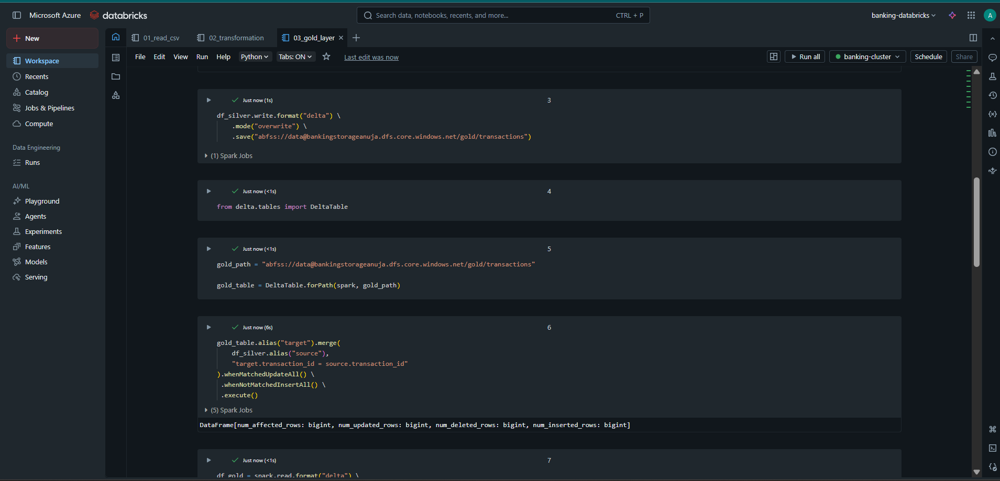 Microsoft Azure
databricks
Search data, notebooks, recents, and more...
CTRL + P
banking-databricks
A
New
Workspace
Recents
Catalog
Jobs & Pipelines
Compute
Data Engineering
Runs
AI/ML
Playground
Agents
Experiments
Features
Models
Serving
01_read_csv
02_transformation
03_gold_layer
File Edit View Run Help Python Tabs: ON Last edit was now
Run all
banking-cluster
Schedule
Share
Just now (1s)
3
df_silver.write.format("delta") \
.mode("overwrite") \
.save("abfss://data@bankingstorageanuja.dfs.core.windows.net/gold/transactions")
(1) Spark Jobs
Just now (<1s)
4
from delta.tables import DeltaTable
Just now (<1s)
5
gold_path = "abfss://data@bankingstorageanuja.dfs.core.windows.net/gold/transactions"
gold_table = DeltaTable.forPath(spark, gold_path)
Just now (6s)
6
gold_table.alias("target").merge(
df_silver.alias("source"),
"target.transaction_id = source.transaction_id"
).whenMatchedUpdateAll() \
.whenNotMatchedInsertAll() \
.execute()
(5) Spark Jobs
DataFrame[num_affected_rows: bigint, num_updated_rows: bigint, num_deleted_rows: bigint, num_inserted_rows: bigint]
Just now (<1s)
7
df_gold = spark.read.format("delta") \